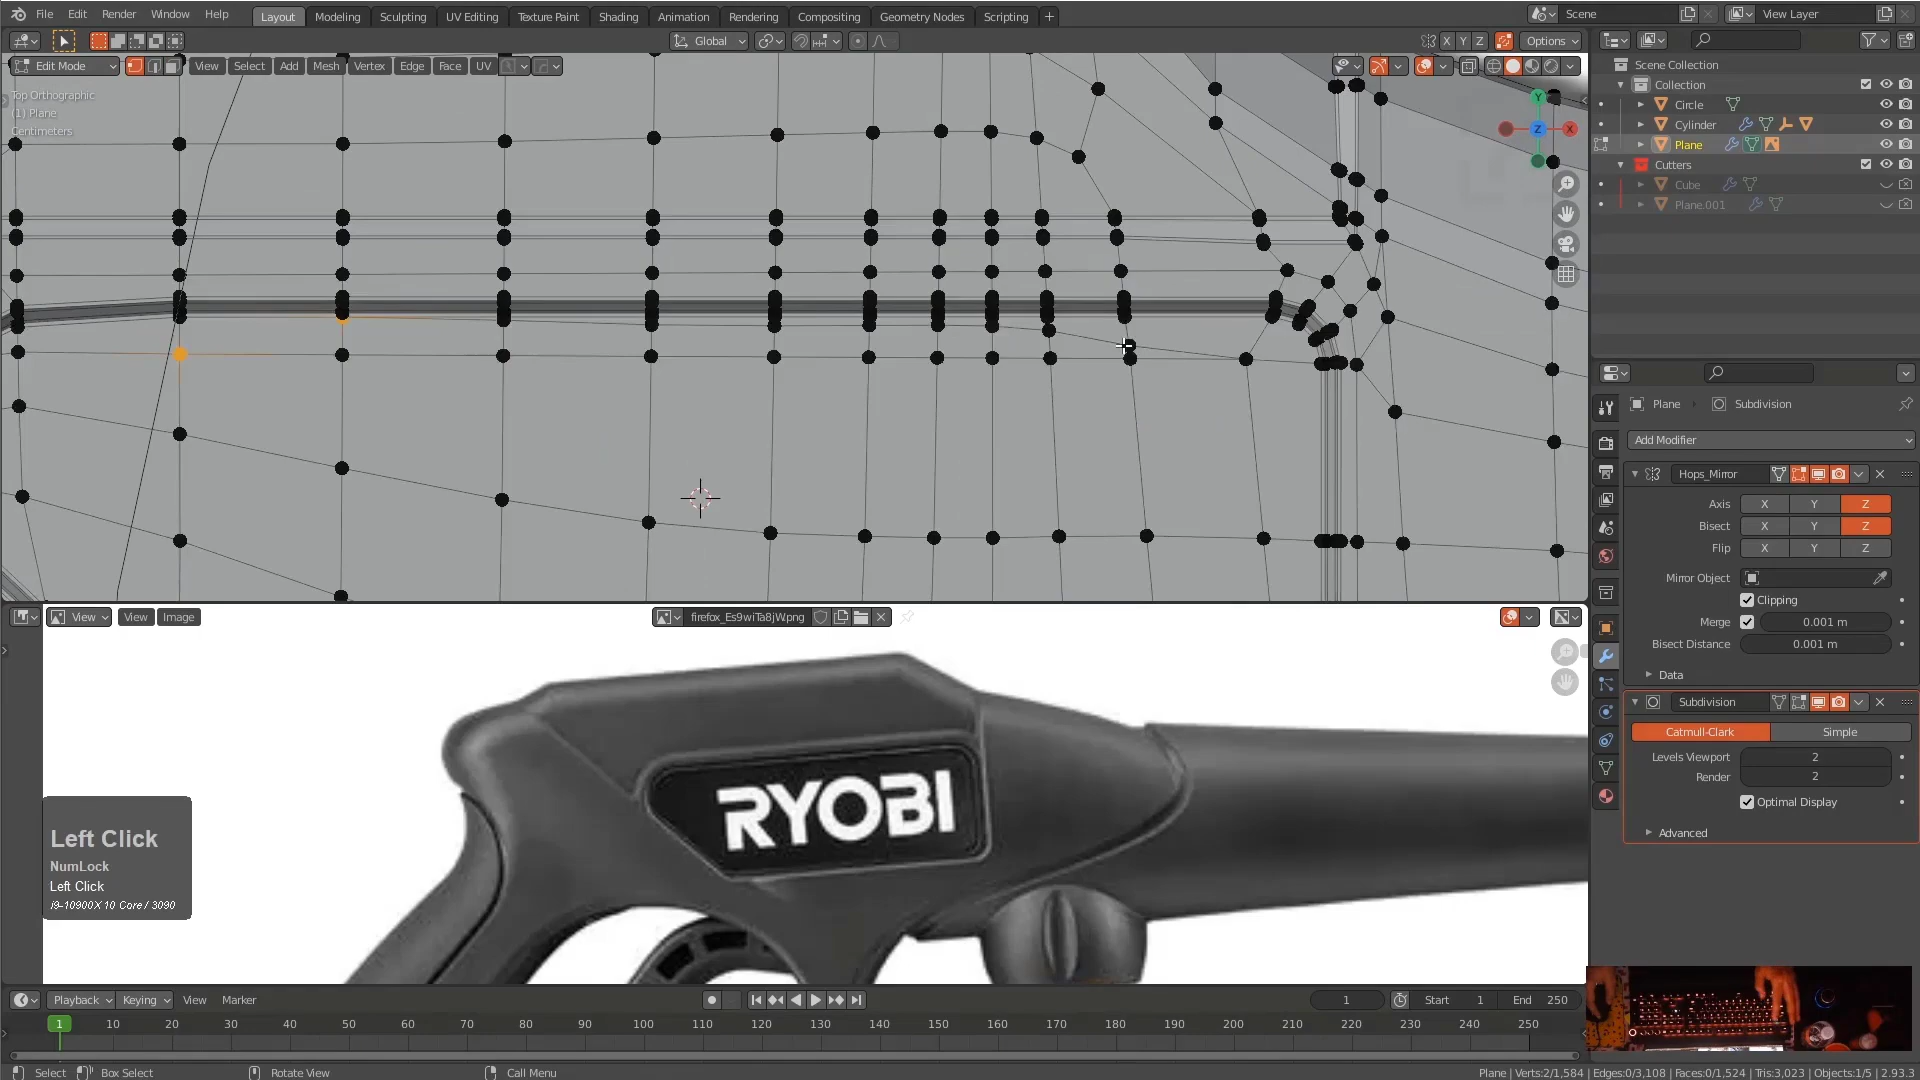 File Edit Render Window Help Layout Modeling Sculpting UV Editing Texture Paint Shading Animation Rendering Compositing Geometry Nodes Scripting + Scene View Layer
Global X Y Z Options
Edit Mode View Select Add Mesh Vertex Edge Face UV
Top Orthographic
(1) Plane
Centimeters
Y
Z
X
Scene Collection
Collection
Circle
Cylinder
Plane
Cutters
Cube
Plane.001
Plane Subdivision
Add Modifier
Hops_Mirror
Axis X Y Z
Bisect X Y Z
Flip X Y Z
Mirror Object
Clipping
Merge 0.001 m
Bisect Distance 0.001 m
Data
Subdivision
Catmull-Clark Simple
Levels Viewport 2
Render 2
Optimal Display
Advanced
View View Image firefox_Es9wiTa8jW.png
RYOBI
Left Click
NumLock
Left Click
i9-10900X 10 Core / 3090
Playback Keying View Marker 1 Start 1 End 250
1 10 20 30 40 50 60 70 80 90 100 110 120 130 140 150 160 170 180 190 200 210 220 230 240 250
Select Box Select Rotate View Call Menu Plane | Verts:2/1,584 | Edges:0/3,108 | Faces:0/1,524 | Tris:3,023 | Objects:1/5 | 2.93.3